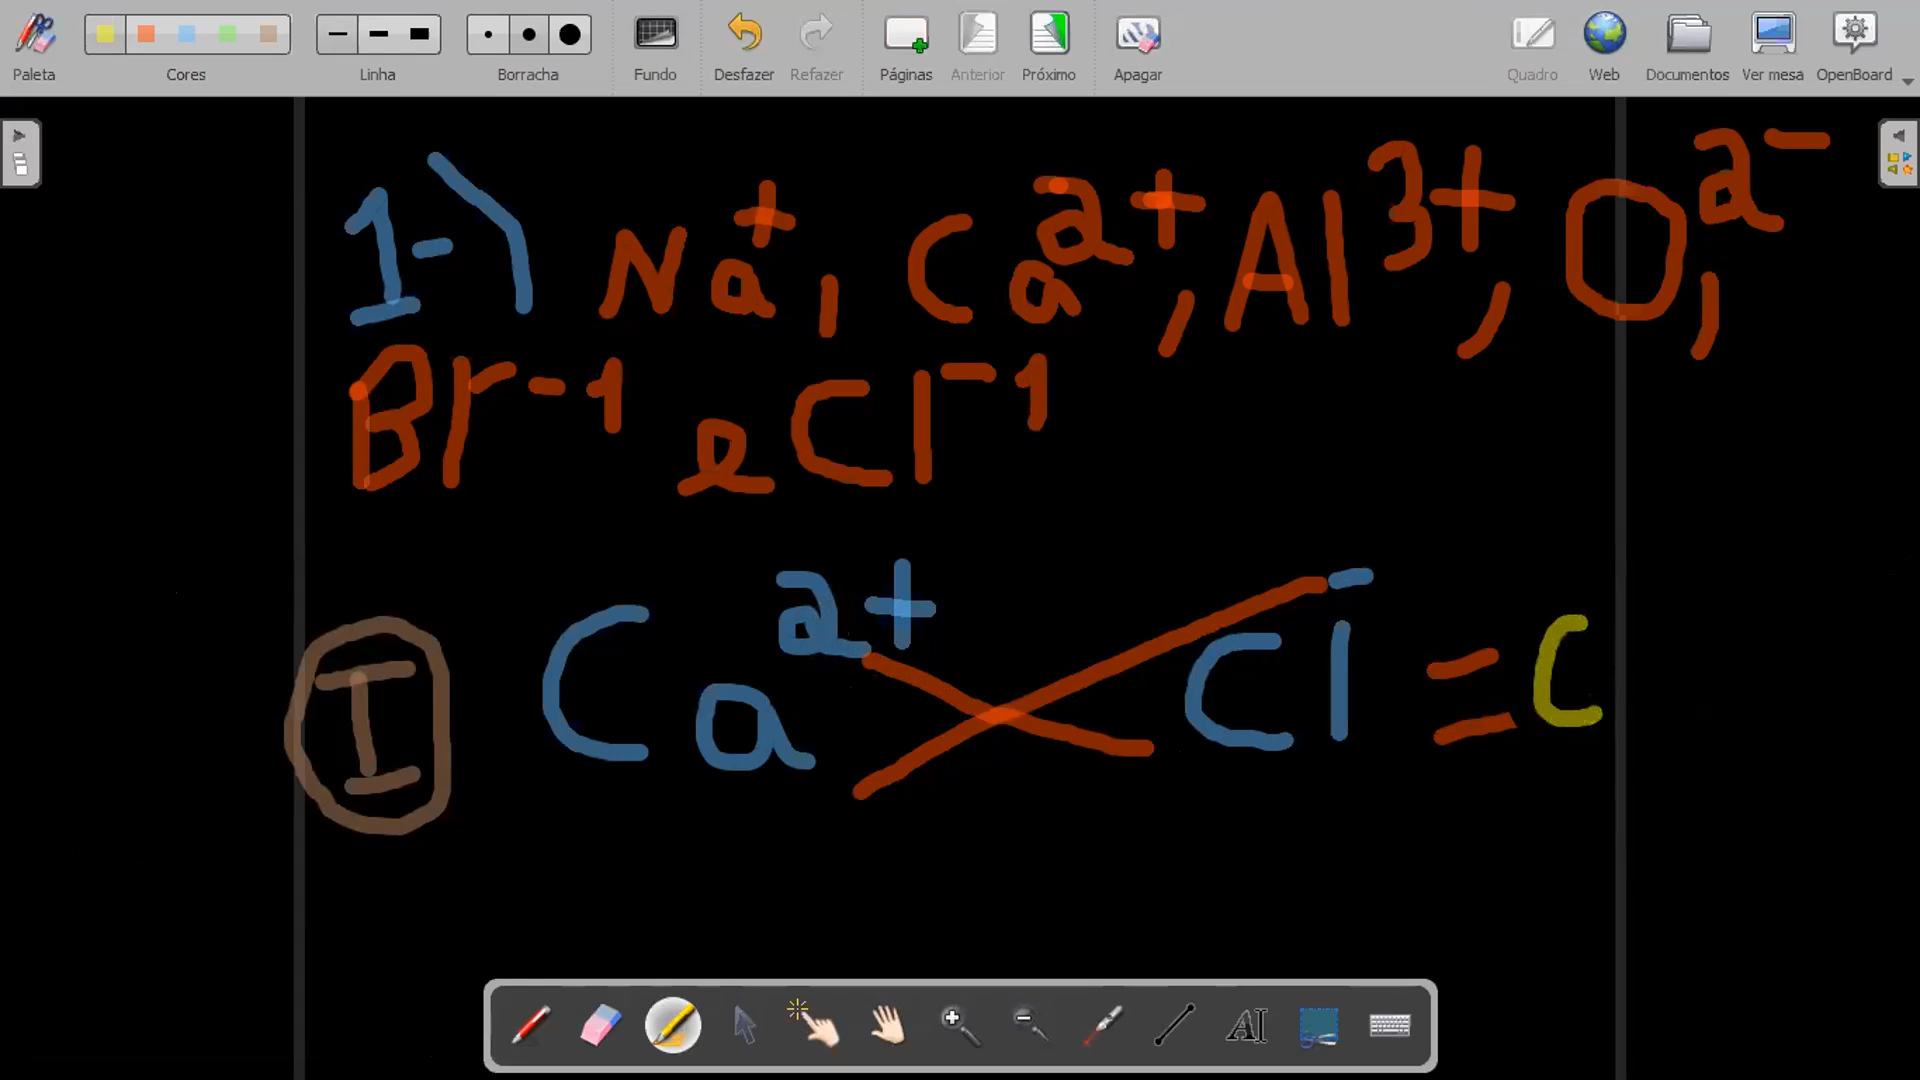 Paleta Cores Linha Borracha Fundo Desfazer Refazer Páginas Anterior Próximo Apagar Quadro Web Documentos Ver mesa OpenBoard
1-) Na⁺, Ca²⁺, Al³⁺, O²⁻,
Br⁻¹ e Cl⁻¹
I Ca²⁺ Cl⁻ = C
AI